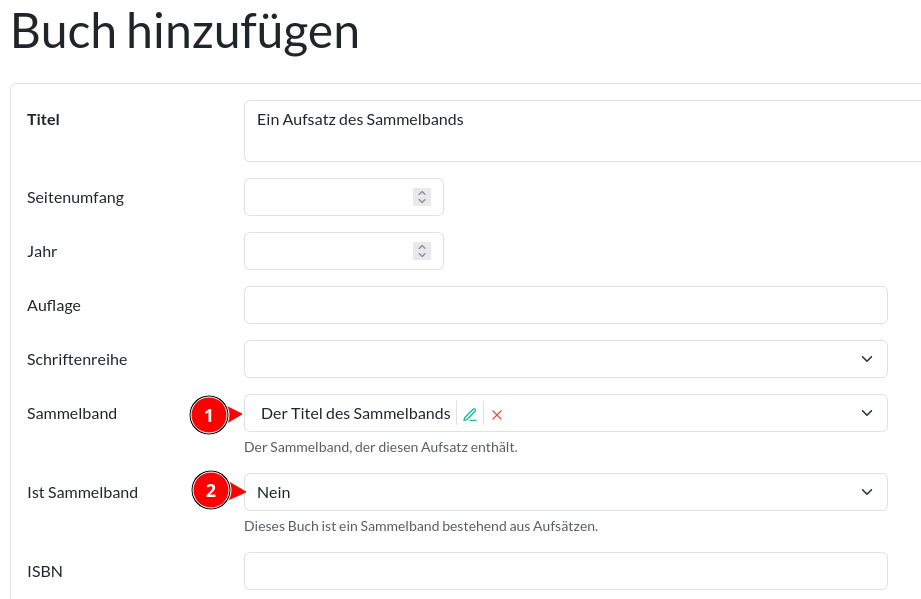 Buch hinzufügen
Titel
Ein Aufsatz des Sammelbands
Seitenumfang
Jahr
Auflage
Schriftenreihe
Sammelband
1
Der Titel des Sammelbands
Der Sammelband, der diesen Aufsatz enthält.
Ist Sammelband
2
Nein
Dieses Buch ist ein Sammelband bestehend aus Aufsätzen.
ISBN